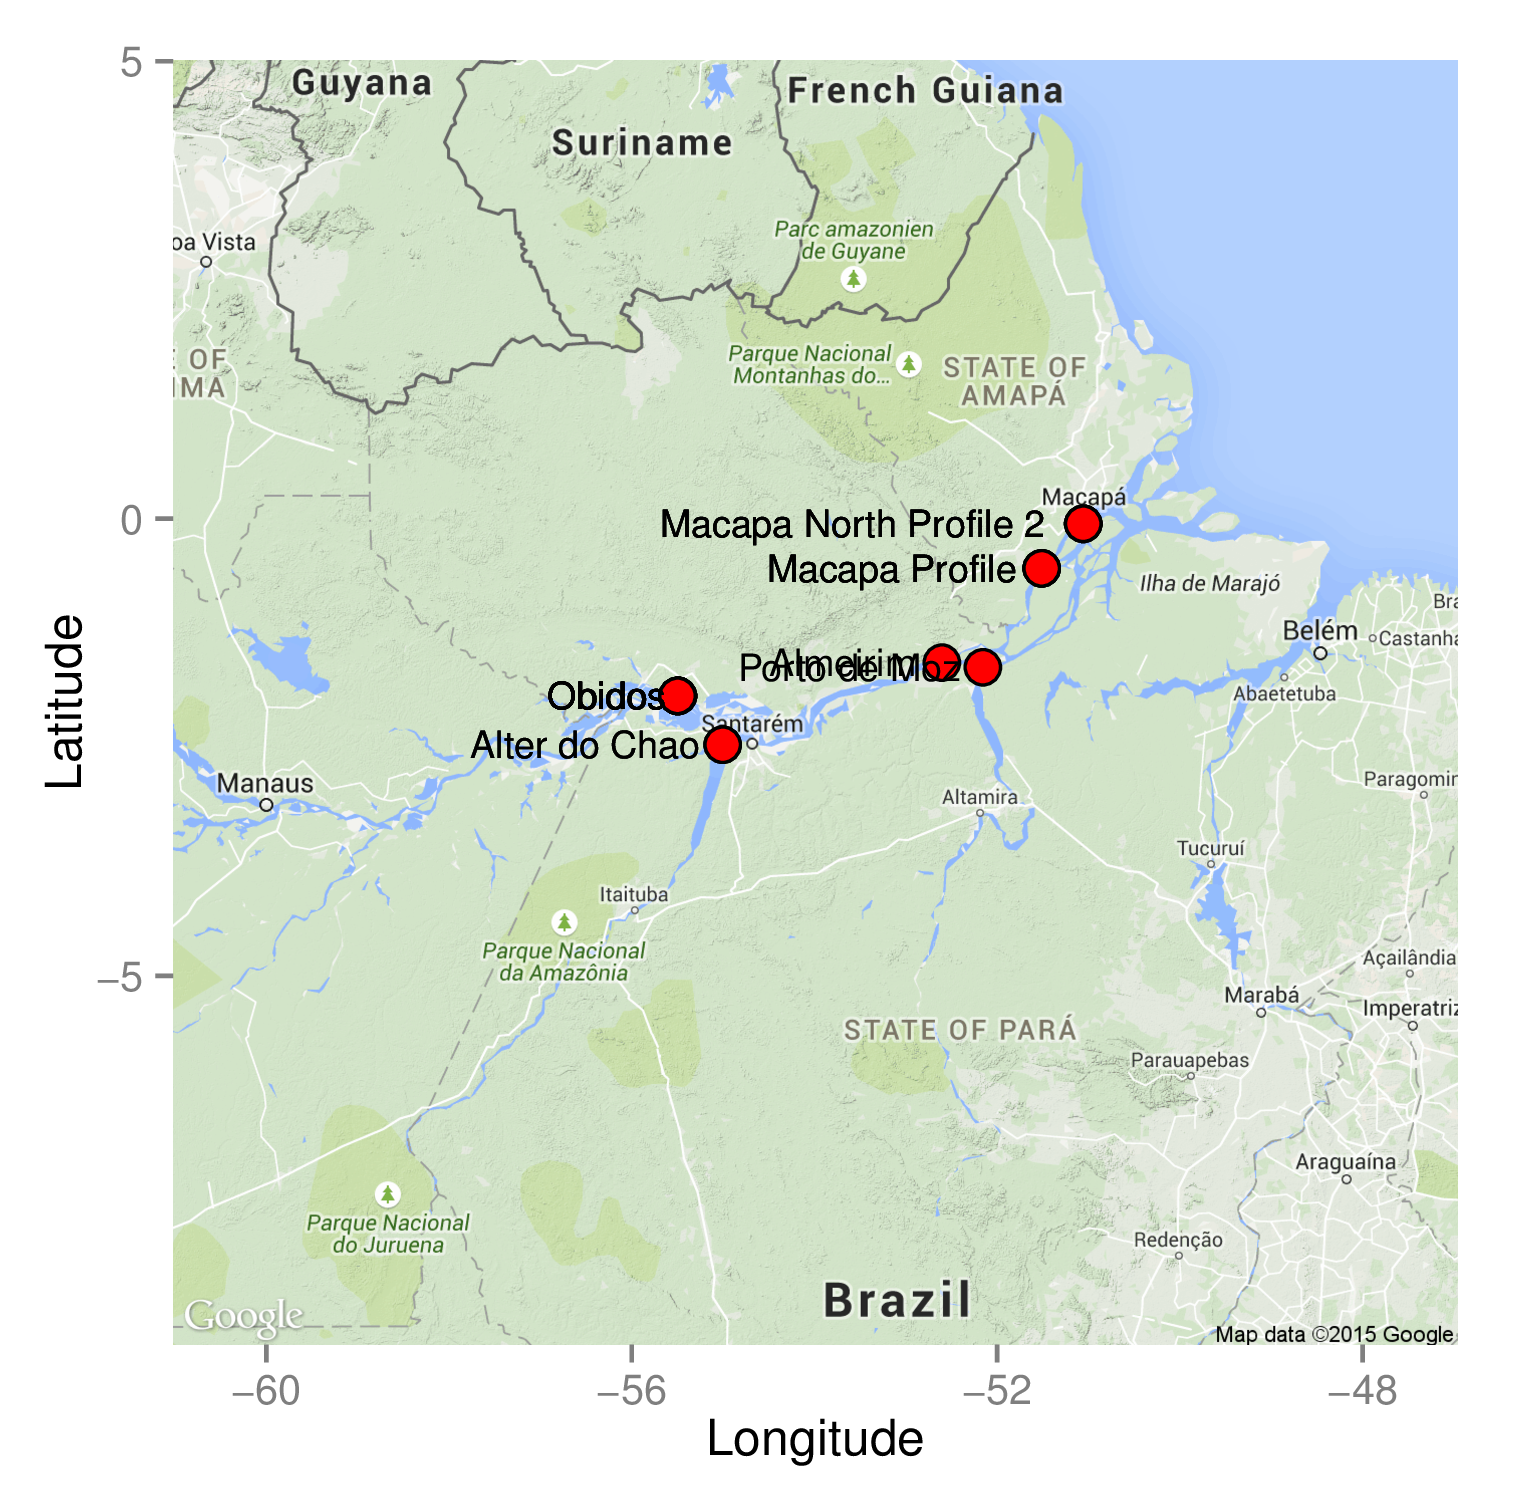 5
Guyana
French Guiana
Suriname
Parc amazonien
de Guyane
oa Vista
Parque Nacional
Montanhas do...
E OF
IMA
STATE OF
AMAPÁ
Macapá
0
Macapa North Profile 2
Macapa Profile
Ilha de Marajó
Bra
Belém
Castanha
Almeirim
Porto de Moz
Obidos
Abaetetuba
Santarém
Alter do Chao
Manaus
Altamira
Paragomin
Tucuruí
Itaituba
Parque Nacional
da Amazônia
−5
Açailândia
Marabá
Imperatriz
STATE OF PARÁ
Parauapebas
Araguaína
Parque Nacional
do Juruena
Redenção
Brazil
Google
Map data ©2015 Google
−60
−56
−52
−48
Longitude
Latitude